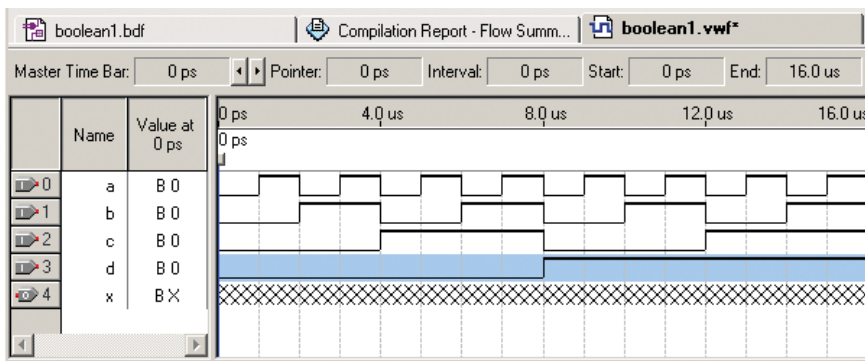 boolean1.bdf Compilation Report - Flow Summ... boolean1.vwf*
Master Time Bar: 0 ps Pointer: 0 ps Interval: 0 ps Start: 0 ps End: 16.0 us
Name Value at 0 ps
0 ps 4.0 us 8.0 us 12.0 us 16.0 us
0 ps
0 a B 0
1 b B 0
2 c B 0
3 d B 0
4 x B X